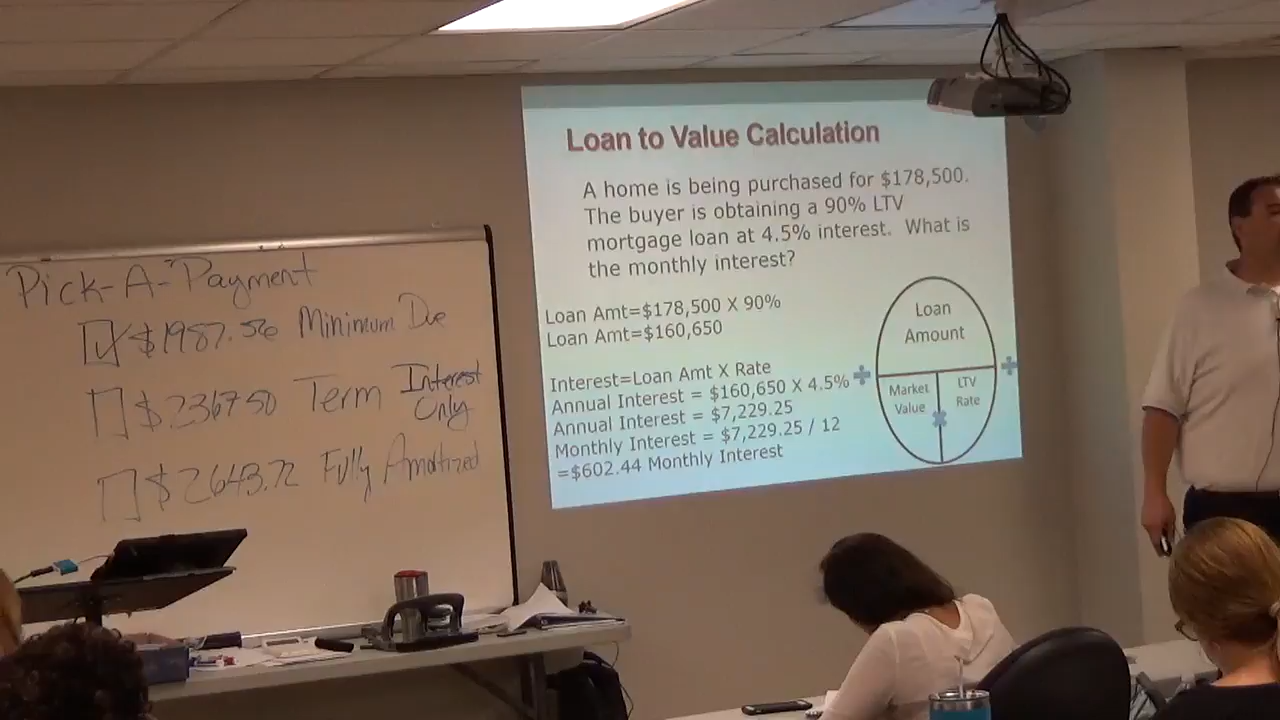 Pick-A-Payment
$1987.56 Minimum Due
$2367.50 Term Interest Only
$2643.72 Fully Amortized
Loan to Value Calculation
A home is being purchased for $178,500.
The buyer is obtaining a 90% LTV
mortgage loan at 4.5% interest. What is
the monthly interest?
Loan Amt=$178,500 X 90%
Loan Amt=$160,650
Interest=Loan Amt X Rate
Annual Interest = $160,650 X 4.5%
Annual Interest = $7,229.25
Monthly Interest = $7,229.25 / 12
=$602.44 Monthly Interest
Loan
Amount
÷ ÷
Market
Value
LTV
Rate
×